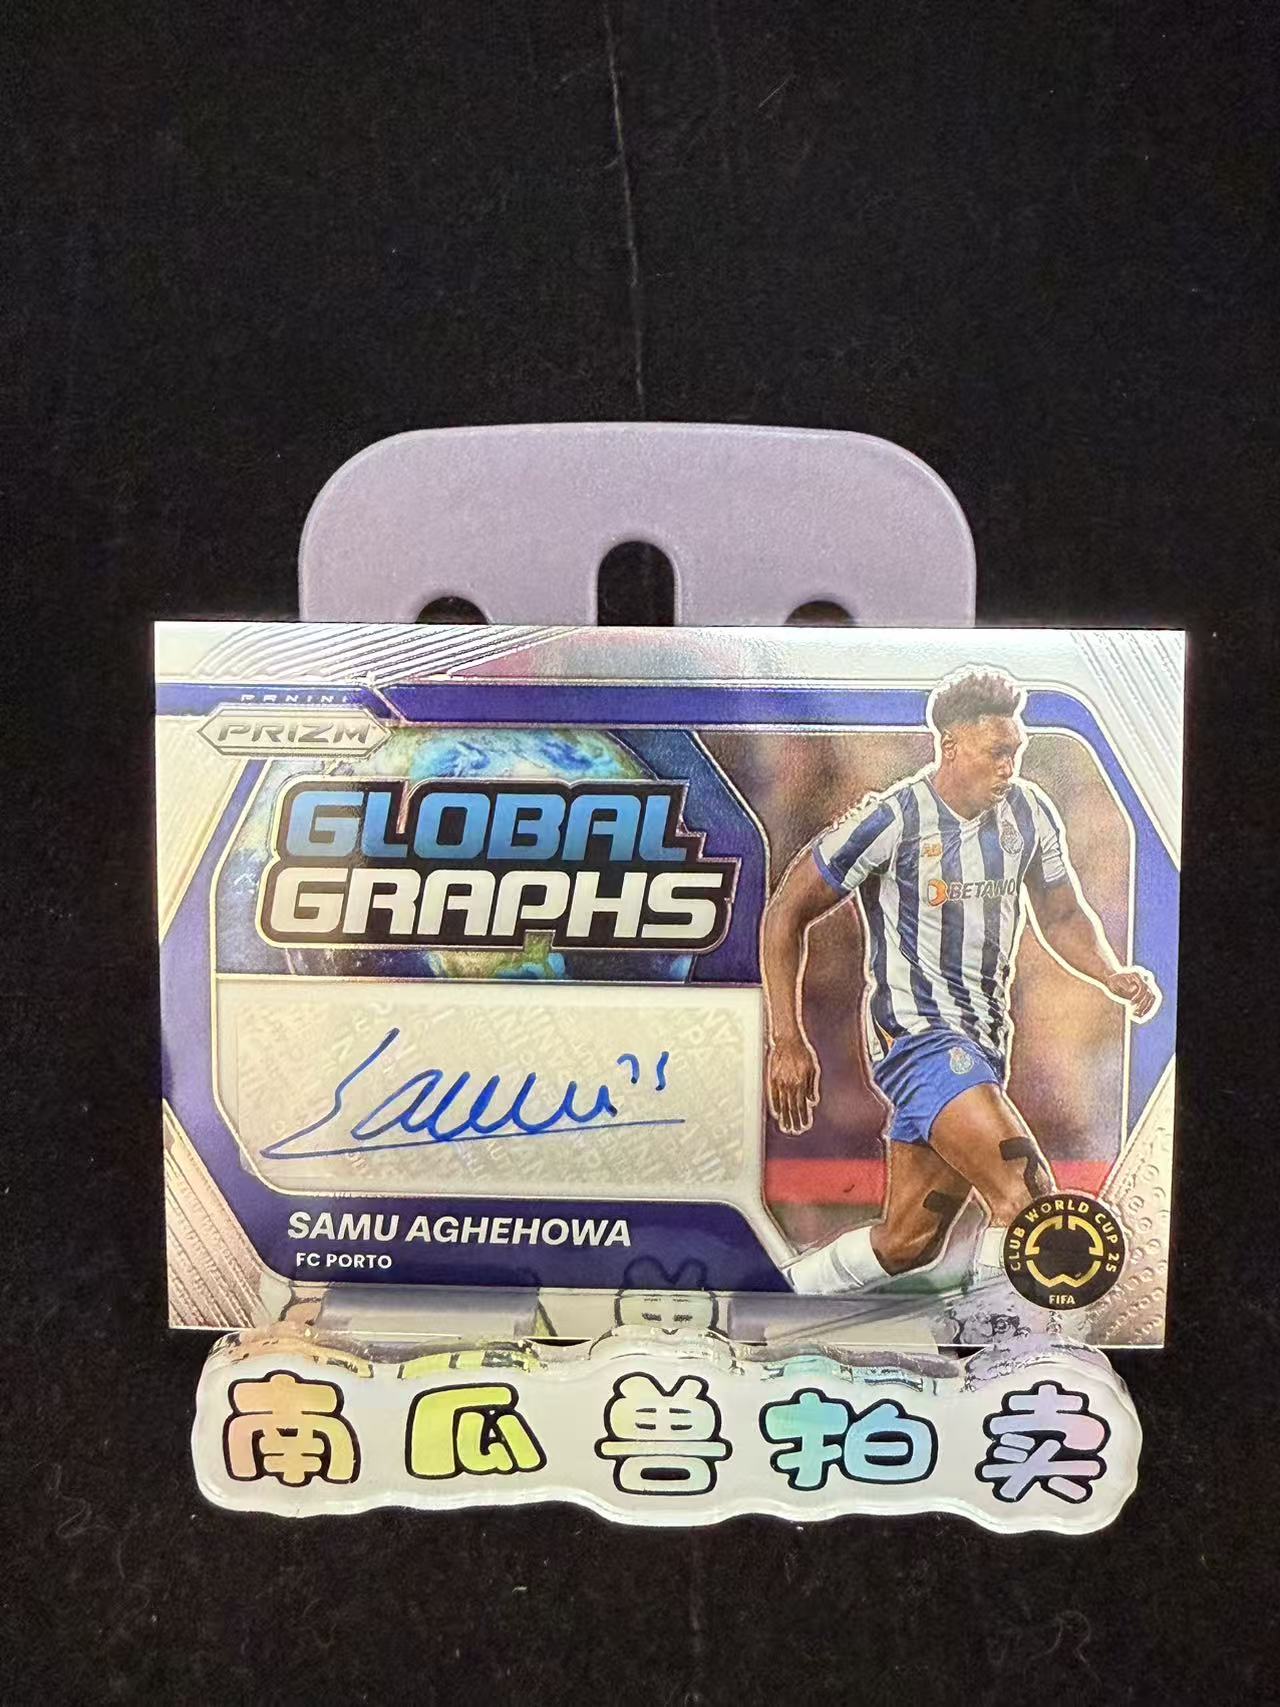 PANINI
PRIZM
GLOBAL
GRAPHS
AB
BETANO
SAMU AGHEHOWA
FC PORTO
CLUB WORLD CUP 25
FIFA
南瓜兽拍卖